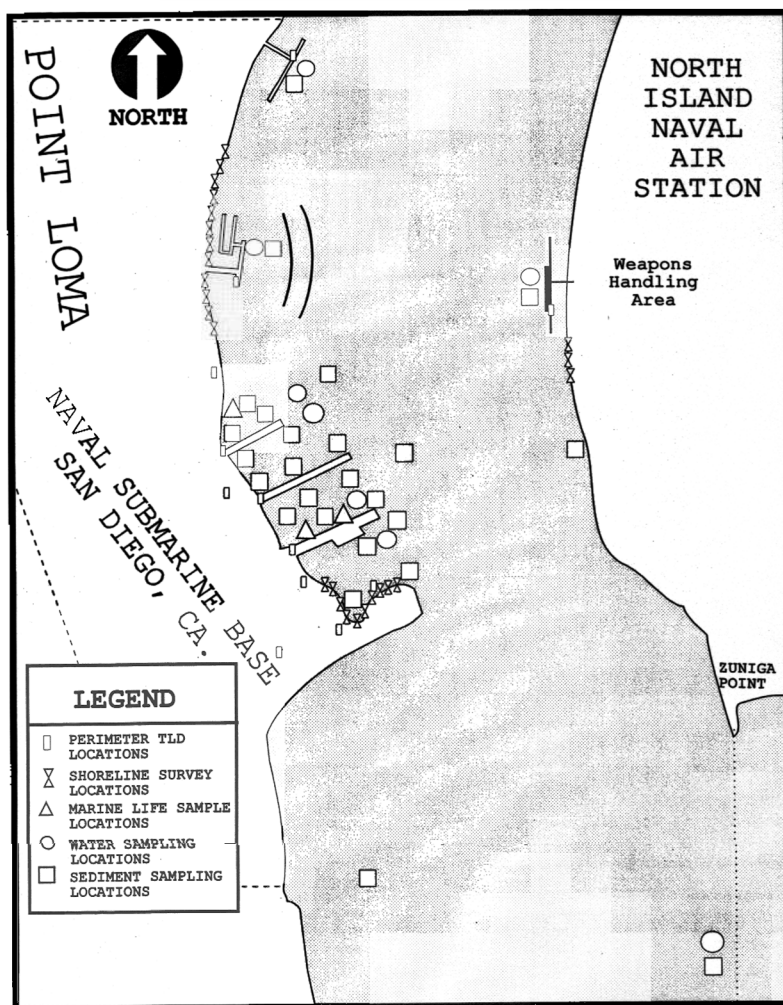 POINT LOMA
NORTH
NORTH
ISLAND
NAVAL
AIR
STATION
Weapons
Handling
Area
NAVAL SUBMARINE BASE
SAN DIEGO, CA.
ZUNIGA
POINT
LEGEND
PERIMETER TLD
LOCATIONS
SHORELINE SURVEY
LOCATIONS
MARINE LIFE SAMPLE
LOCATIONS
WATER SAMPLING
LOCATIONS
SEDIMENT SAMPLING
LOCATIONS